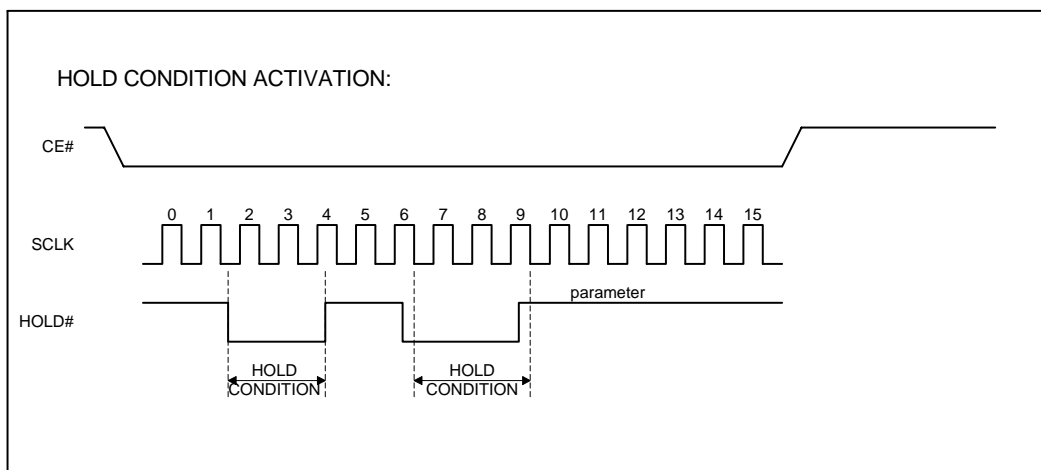 HOLD CONDITION ACTIVATION:
CE#
0 1 2 3 4 5 6 7 8 9 10 11 12 13 14 15
SCLK
parameter
HOLD#
HOLD CONDITION
HOLD CONDITION